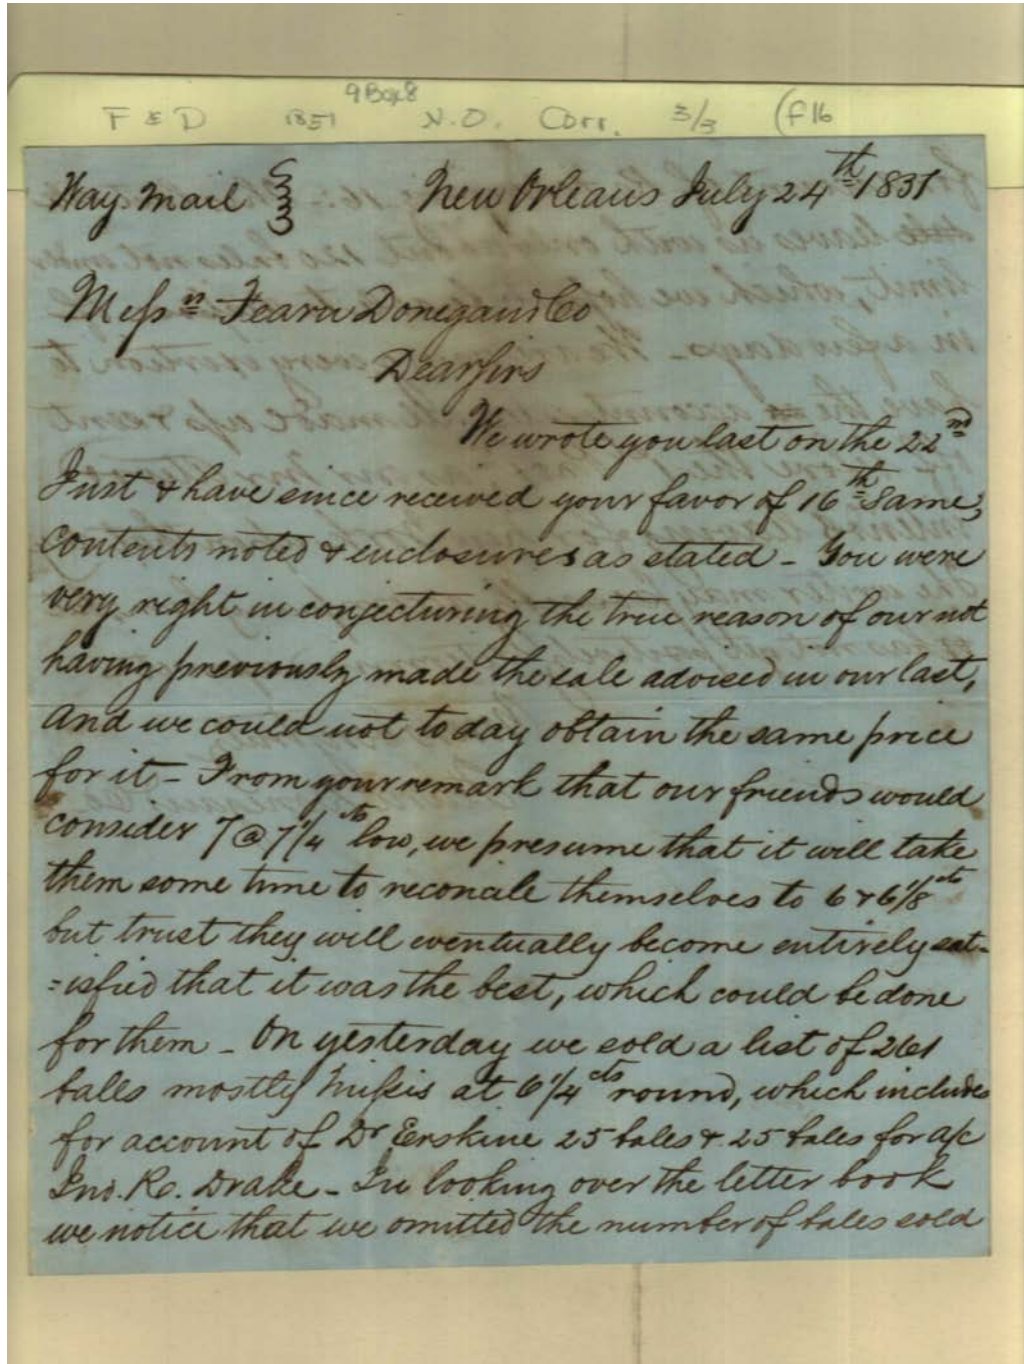 9 Box 8
F & D 1851 N.O. Corr. 3/3 (f16
Way Mail New Orleans July 24th 1851
Messrs Fearn Donegan & Co
Dear Sirs
We wrote you last on the 22nd
Inst & have since received your favor of 16th Same,
contents noted & enclosures as stated - You were
very right in conjecturing the true reason of our not
having previously made the sale advised in our last,
and we could not today obtain the same price
for it - From your remark that our friends would
consider 7 @ 7 1/4 cts low, we presume that it will take
them some time to reconcile themselves to 6 & 6 1/8 cts
but trust they will eventually become entirely sat-
=isfied that it was the best, which could be done
for them - On yesterday we sold a list of 261
bales mostly Missis at 6 1/4 cts round, which includes
for account of Dr Erskine 25 bales & 25 bales for a/c
Jno. R. Drake - In looking over the letter book
we notice that we omitted the number of bales sold